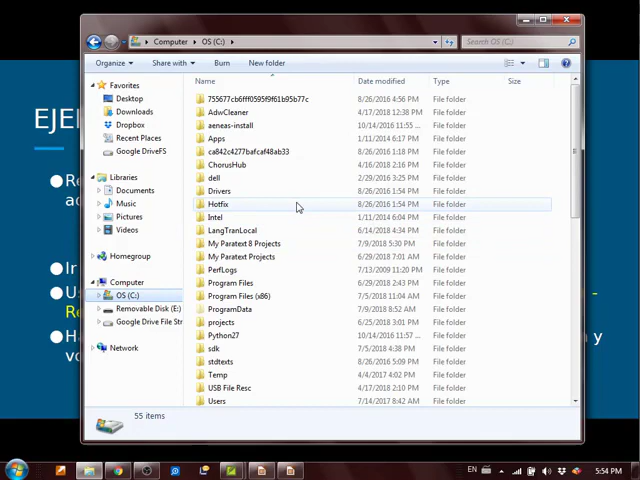 Computer ▸ OS (C:) ▸
Search OS (C:)
Organize ▾ Share with ▾ Burn New folder
Name Date modified Type Size
Favorites
Desktop
Downloads
Dropbox
Recent Places
Google DriveFS
Libraries
Documents
Music
Pictures
Videos
Homegroup
Computer
OS (C:)
Removable Disk (E:)
Google Drive File Str
Network
755677cb6fff0595f9f61b95b77c 8/26/2016 4:56 PM File folder
AdwCleaner 4/17/2018 12:38 PM File folder
aeneas-install 10/14/2016 11:55 ... File folder
Apps 1/11/2014 6:17 PM File folder
ca842c4277bafcaf48ab33 8/26/2016 1:18 PM File folder
ChorusHub 4/16/2018 2:16 PM File folder
dell 2/29/2016 3:25 PM File folder
Drivers 8/26/2016 1:54 PM File folder
Hotfix 8/26/2016 1:54 PM File folder
Intel 1/11/2014 6:04 PM File folder
LangTranLocal 6/14/2018 4:34 PM File folder
My Paratext 8 Projects 7/9/2018 5:30 PM File folder
My Paratext Projects 6/29/2018 7:01 AM File folder
PerfLogs 7/13/2009 11:20 PM File folder
Program Files 6/29/2018 2:43 PM File folder
Program Files (x86) 7/5/2018 4:38 PM File folder
ProgramData 7/9/2018 8:52 AM File folder
projects 6/25/2018 3:01 PM File folder
Python27 10/14/2016 11:57 ... File folder
sdk 7/5/2018 4:38 PM File folder
stdtexts 8/26/2016 5:09 PM File folder
Temp 4/4/2017 4:02 PM File folder
USB File Resc 4/17/2018 2:10 PM File folder
Users 7/14/2017 8:42 AM File folder
55 items
EJE
● Re
a
● Ir
● U -
Re
● Ha y
v
EN
5:54 PM